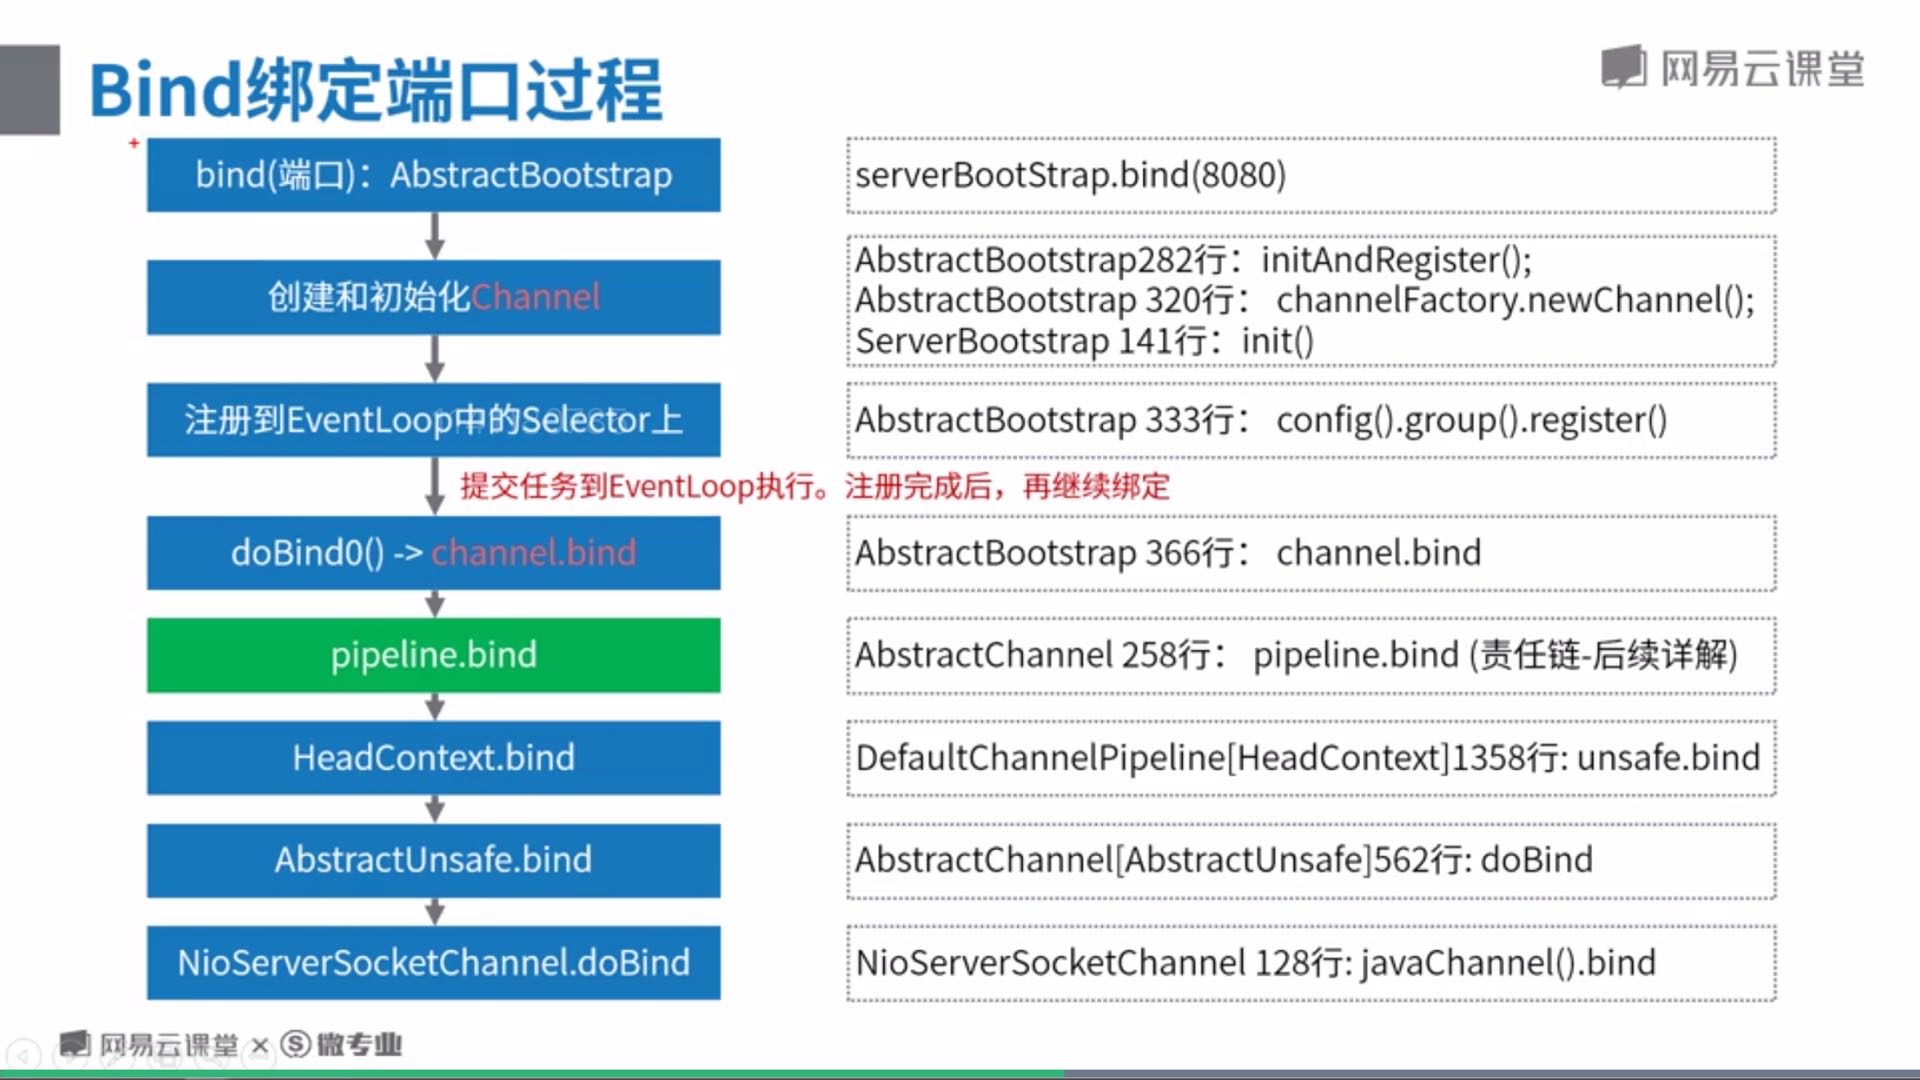 Bind绑定端口过程
网易云课堂
bind(端口)：AbstractBootstrap
serverBootStrap.bind(8080)
创建和初始化Channel
AbstractBootstrap282行：initAndRegister();
AbstractBootstrap 320行： channelFactory.newChannel();
ServerBootstrap 141行：init()
注册到EventLoop中的Selector上
AbstractBootstrap 333行： config().group().register()
提交任务到EventLoop执行。注册完成后，再继续绑定
doBind0() -> channel.bind
AbstractBootstrap 366行： channel.bind
pipeline.bind
AbstractChannel 258行： pipeline.bind (责任链-后续详解)
HeadContext.bind
DefaultChannelPipeline[HeadContext]1358行: unsafe.bind
AbstractUnsafe.bind
AbstractChannel[AbstractUnsafe]562行: doBind
NioServerSocketChannel.doBind
NioServerSocketChannel 128行: javaChannel().bind
网易云课堂 × 微专业